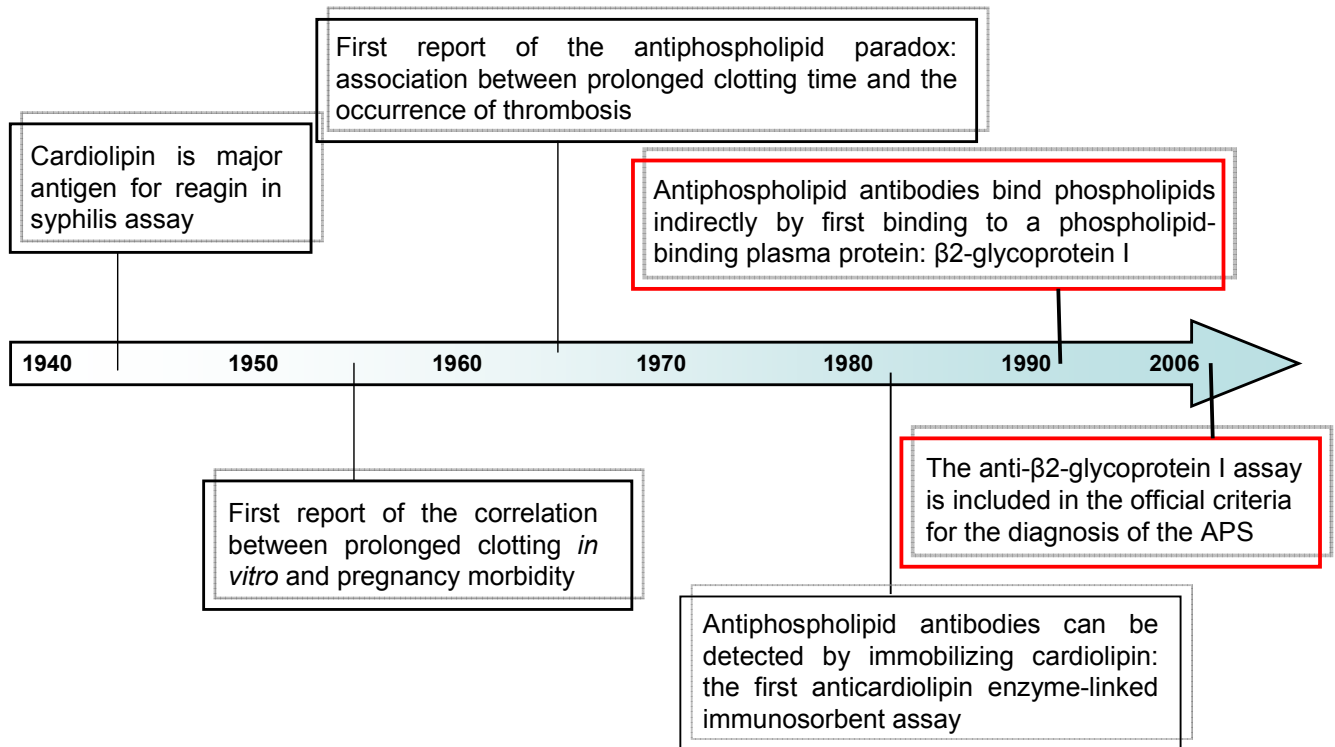 First report of the antiphospholipid paradox:
association between prolonged clotting time and the
occurrence of thrombosis
Cardiolipin is major
antigen for reagin in
syphilis assay
Antiphospholipid antibodies bind phospholipids
indirectly by first binding to a phospholipid-
binding plasma protein: β2-glycoprotein I
1940 1950 1960 1970 1980 1990 2006
The anti-β2-glycoprotein I assay
is included in the official criteria
for the diagnosis of the APS
First report of the correlation
between prolonged clotting in
vitro and pregnancy morbidity
Antiphospholipid antibodies can be
detected by immobilizing cardiolipin:
the first anticardiolipin enzyme-linked
immunosorbent assay